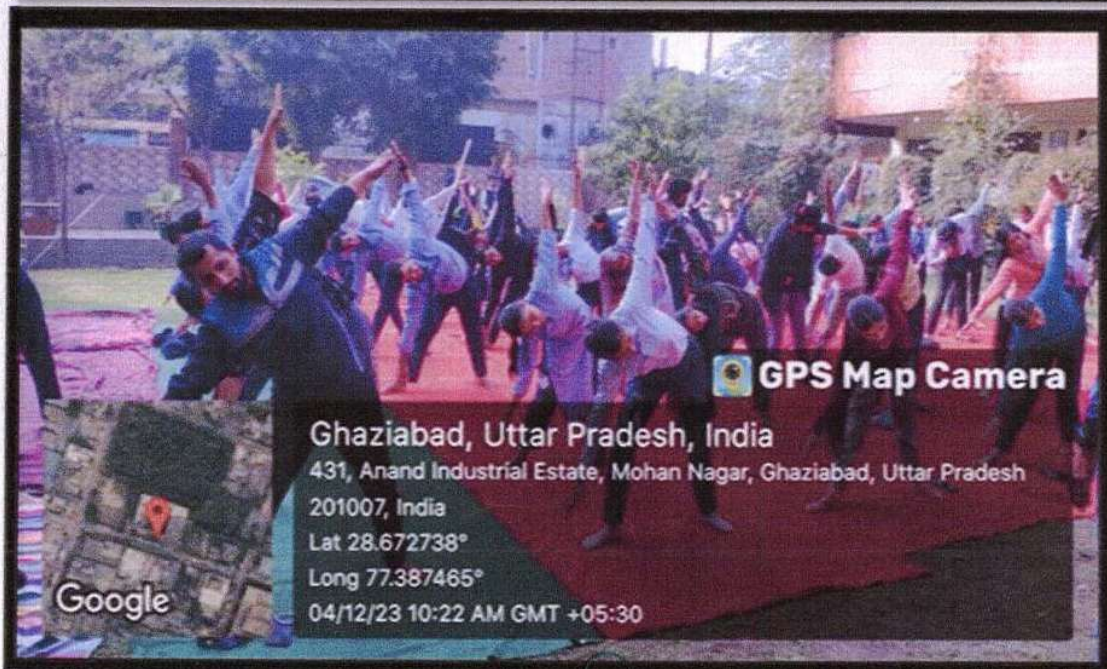 GPS Map Camera
Ghaziabad, Uttar Pradesh, India
431, Anand Industrial Estate, Mohan Nagar, Ghaziabad, Uttar Pradesh
201007, India
Lat 28.672738°
Long 77.387465°
04/12/23 10:22 AM GMT +05:30
Google